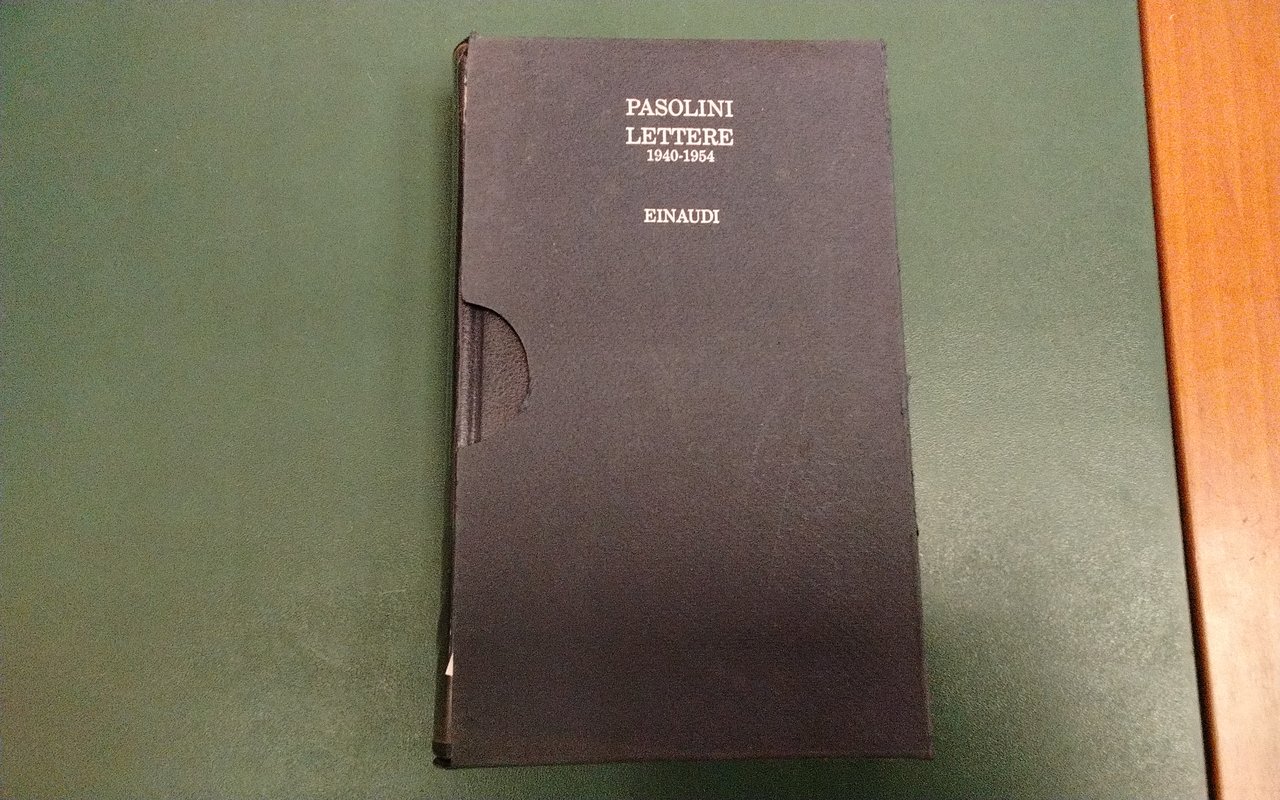 PASOLINI
LETTERE
1940-1954
EINAUDI